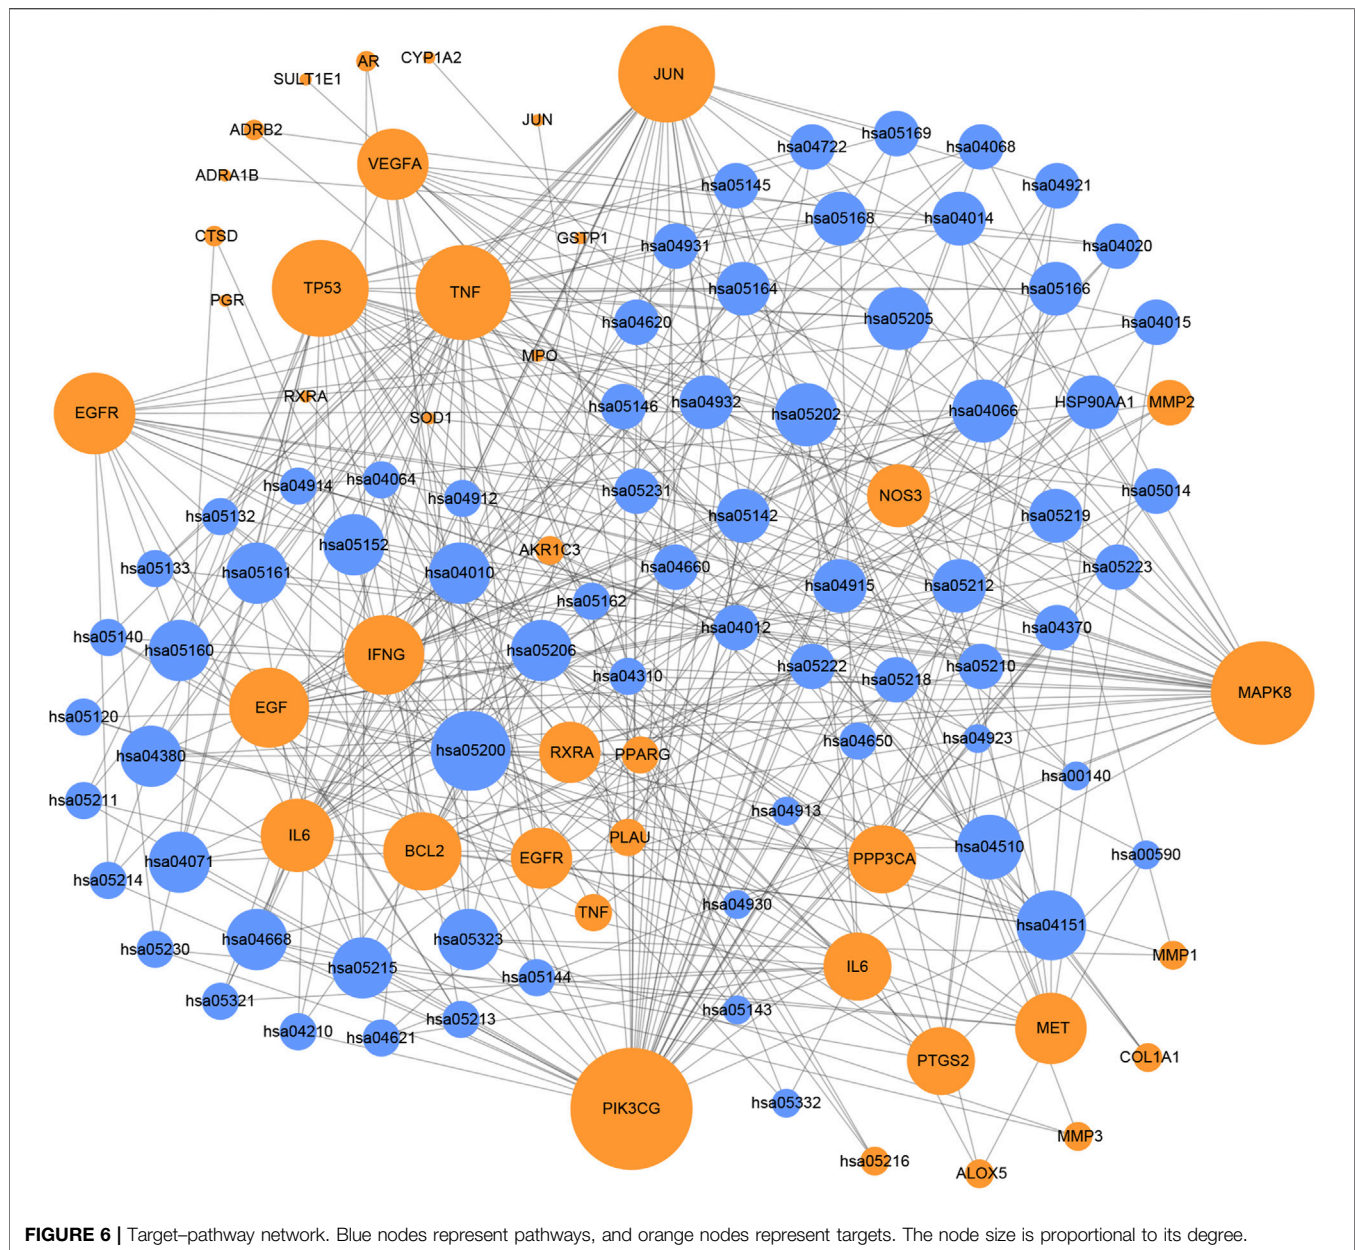 CYP1A2
AR
JUN
SULT1E1
JUN
ADRB2
hsa05169
hsa04722
hsa04068
VEGFA
ADRA1B
hsa05145
hsa04921
hsa05168
hsa04014
CTSD
GSTP1
hsa04931
hsa04020
TP53
TNF
hsa05164
hsa05166
PGR
hsa04620
hsa05205
hsa04015
MPO
RXRA
EGFR
SOD1
hsa05146
hsa04932
hsa05202
hsa04066
HSP90AA1
MMP2
hsa04914
hsa04064
hsa04912
hsa05231
NOS3
hsa05014
hsa05132
hsa05152
hsa05142
hsa05219
AKR1C3
hsa05133
hsa05161
hsa04010
hsa04660
hsa04915
hsa05212
hsa05223
hsa05162
hsa04012
hsa04370
hsa05140
hsa05160
IFNG
hsa05206
hsa04310
hsa05222
hsa05218
hsa05210
MAPK8
EGF
hsa05120
hsa04380
hsa05200
RXRA
PPARG
hsa04650
hsa04923
hsa00140
hsa05211
hsa04913
IL6
BCL2
EGFR
PLAU
PPP3CA
hsa04510
hsa00590
hsa04071
hsa05214
TNF
hsa04930
hsa04151
hsa05230
hsa04668
hsa05323
MMP1
hsa05215
hsa05144
IL6
hsa05321
hsa05143
hsa04210
hsa04621
hsa05213
MET
PTGS2
COL1A1
PIK3CG
hsa05332
MMP3
hsa05216
ALOX5
FIGURE 6 | Target–pathway network. Blue nodes represent pathways, and orange nodes represent targets. The node size is proportional to its degree.